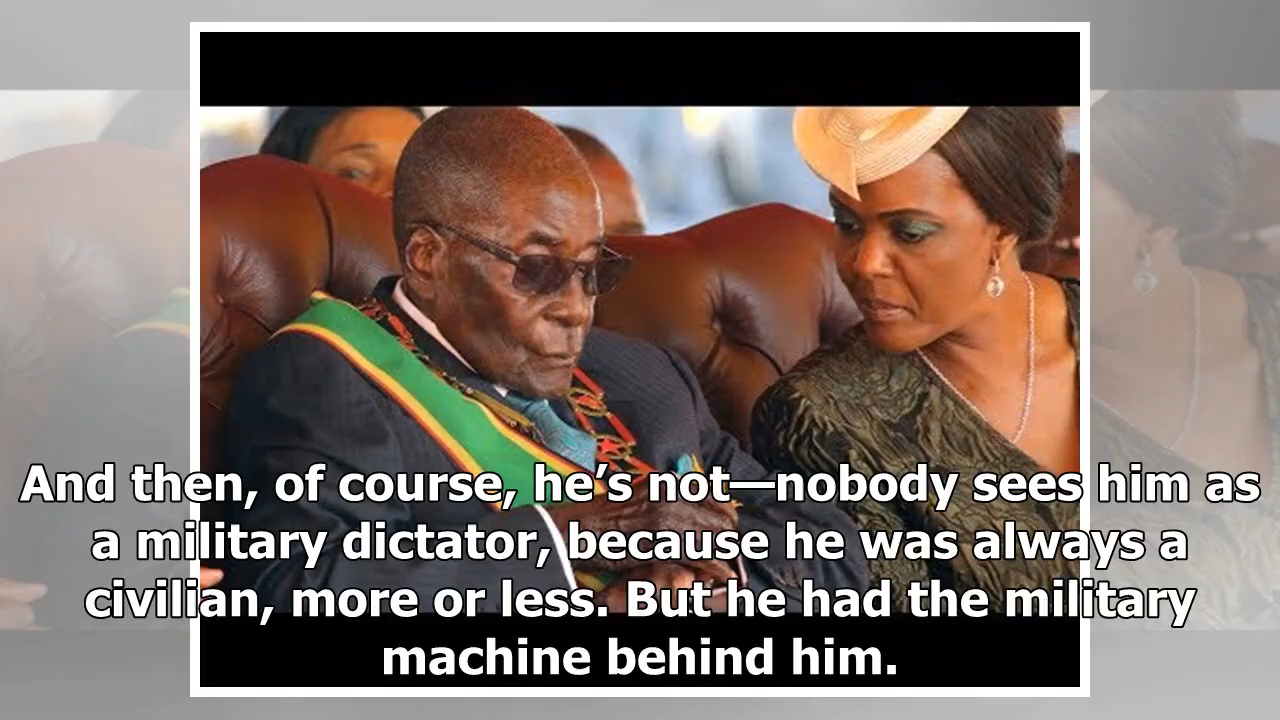 And then, of course, he’s not—nobody sees him as
a military dictator, because he was always a
civilian, more or less. But he had the military
machine behind him.